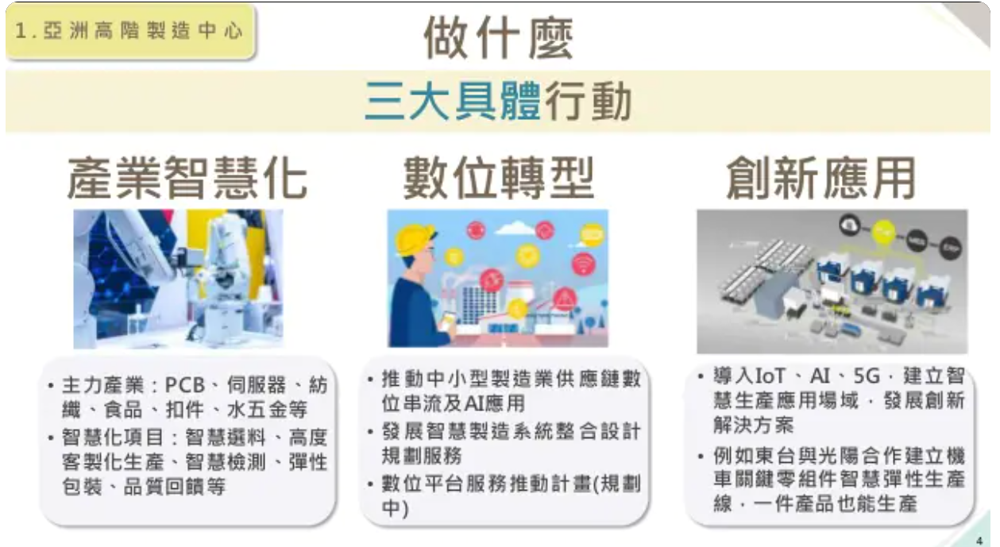 1.亞洲高階製造中心
做什麼
三大具體行動
產業智慧化
• 主力產業：PCB、伺服器、紡
織、食品、扣件、水五金等
• 智慧化項目：智慧選料、高度
客製化生產、智慧檢測、彈性
包裝、品質回饋等
數位轉型
• 推動中小型製造業供應鏈數
位串流及AI應用
• 發展智慧製造系統整合設計
規劃服務
• 數位平台服務推動計畫(規劃
中)
創新應用
MES
ERP
• 導入IoT、AI、5G，建立智
慧生產應用場域，發展創新
解決方案
• 例如東台與光陽合作建立機
車關鍵零組件智慧彈性生產
線，一件產品也能生產
4